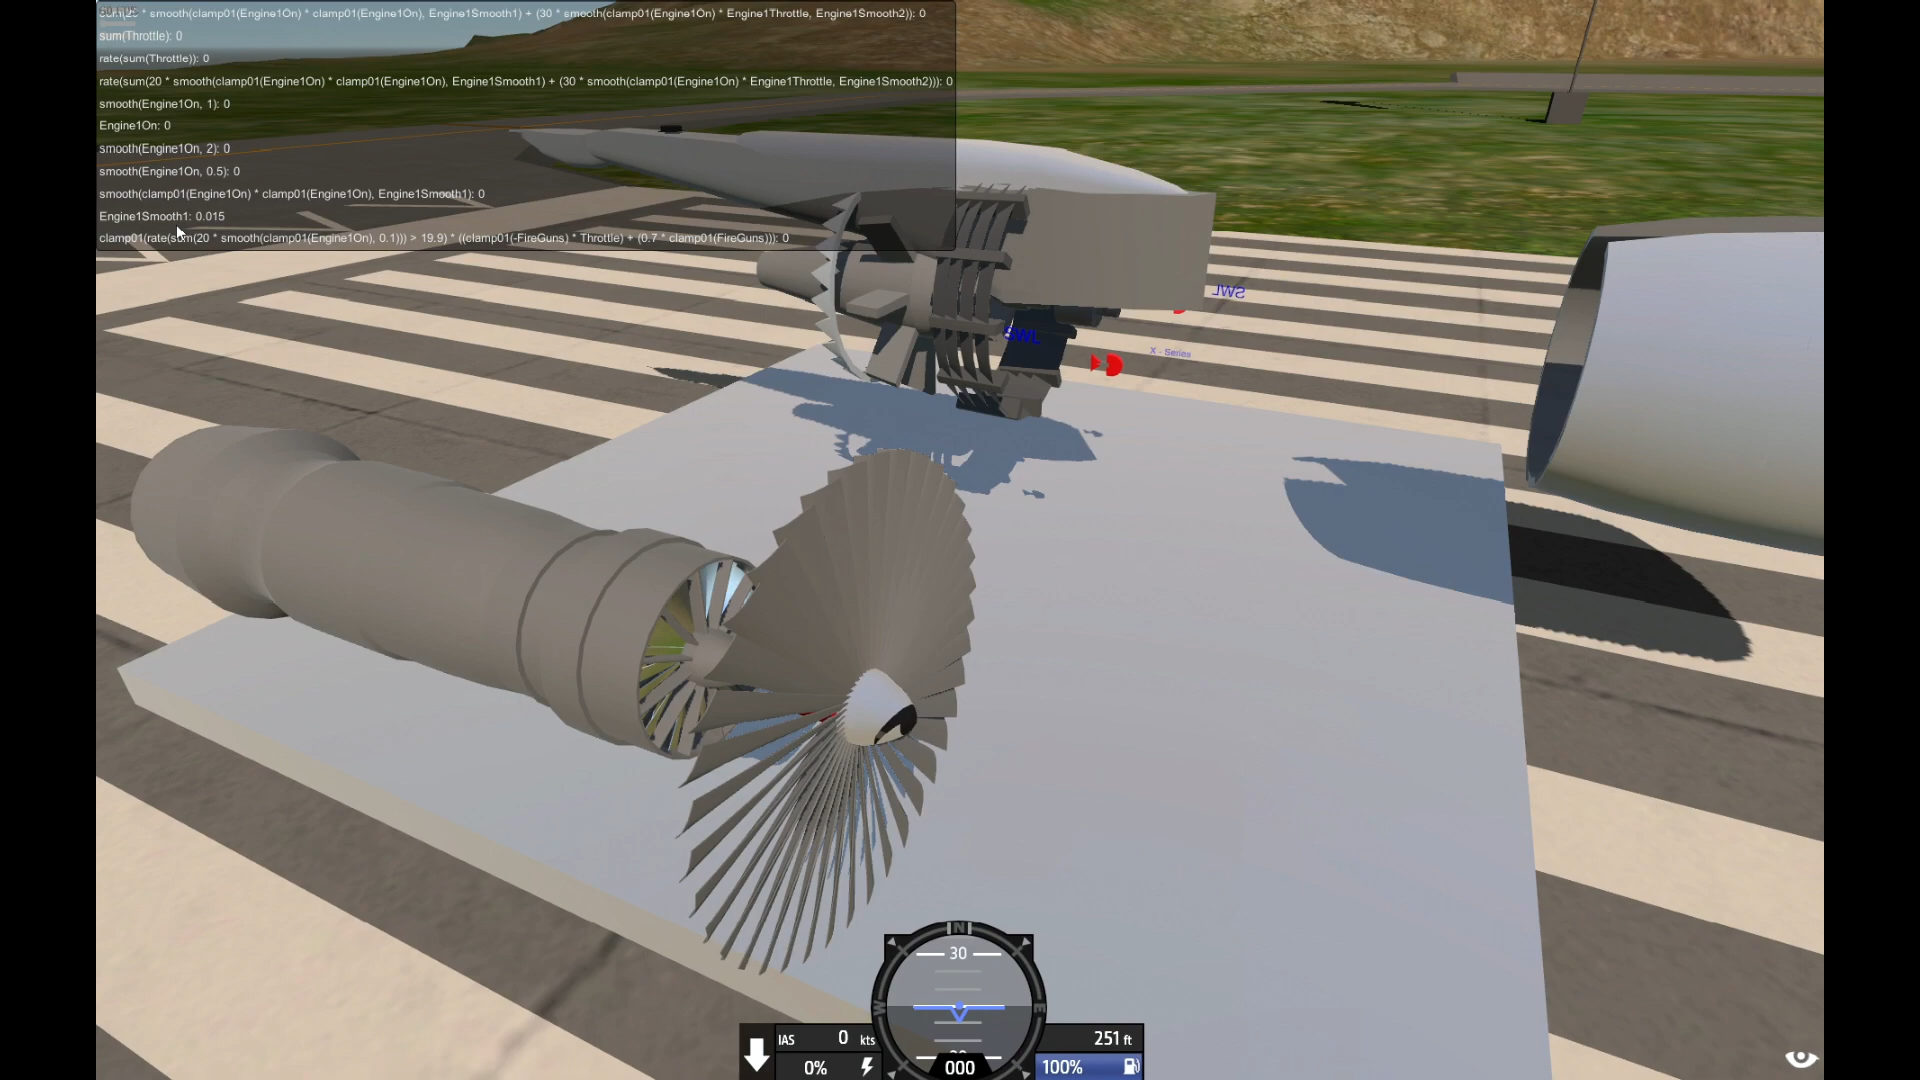 sum(20 * smooth(clamp01(Engine1On) * clamp01(Engine1On), Engine1Smooth1) + (30 * smooth(clamp01(Engine1On) * Engine1Throttle, Engine1Smooth2)): 0
sum(Throttle): 0
rate(sum(Throttle)): 0
rate(sum(20 * smooth(clamp01(Engine1On) * clamp01(Engine1On), Engine1Smooth1) + (30 * smooth(clamp01(Engine1On) * Engine1Throttle, Engine1Smooth2))): 0
smooth(Engine1On, 1): 0
Engine1On: 0
smooth(Engine1On, 2): 0
smooth(Engine1On, 0.5): 0
smooth(clamp01(Engine1On) * clamp01(Engine1On), Engine1Smooth1): 0
Engine1Smooth1: 0.015
clamp01(rate(sum(20 * smooth(clamp01(Engine1On), 0.1))) > 19.9) * ((clamp01(-FireGuns) * Throttle) + (0.7 * clamp01(FireGuns))): 0
SWL
SWL
X - Series
N
30
W
E
IAS 0 kts
251 ft
0%
000
100%